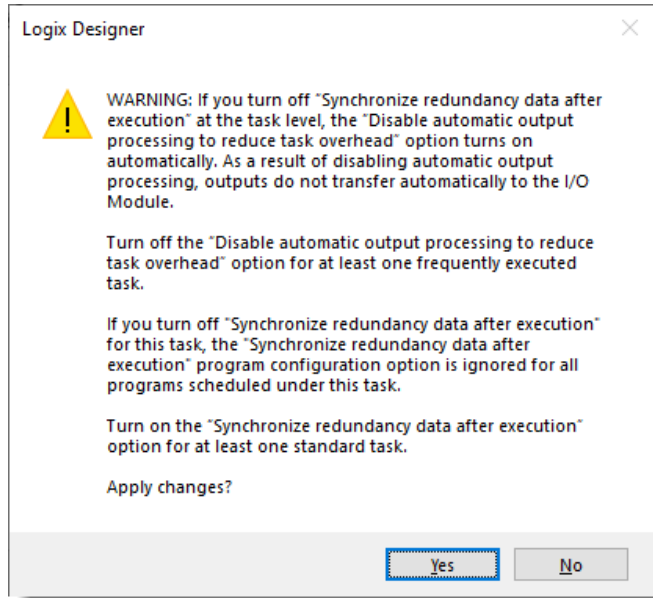 Logix Designer
WARNING: If you turn off "Synchronize redundancy data after
execution" at the task level, the "Disable automatic output
processing to reduce task overhead" option turns on
automatically. As a result of disabling automatic output
processing, outputs do not transfer automatically to the I/O
Module.
Turn off the "Disable automatic output processing to reduce
task overhead" option for at least one frequently executed
task.
If you turn off "Synchronize redundancy data after execution"
for this task, the "Synchronize redundancy data after
execution" program configuration option is ignored for all
programs scheduled under this task.
Turn on the "Synchronize redundancy data after execution"
option for at least one standard task.
Apply changes?
Yes No